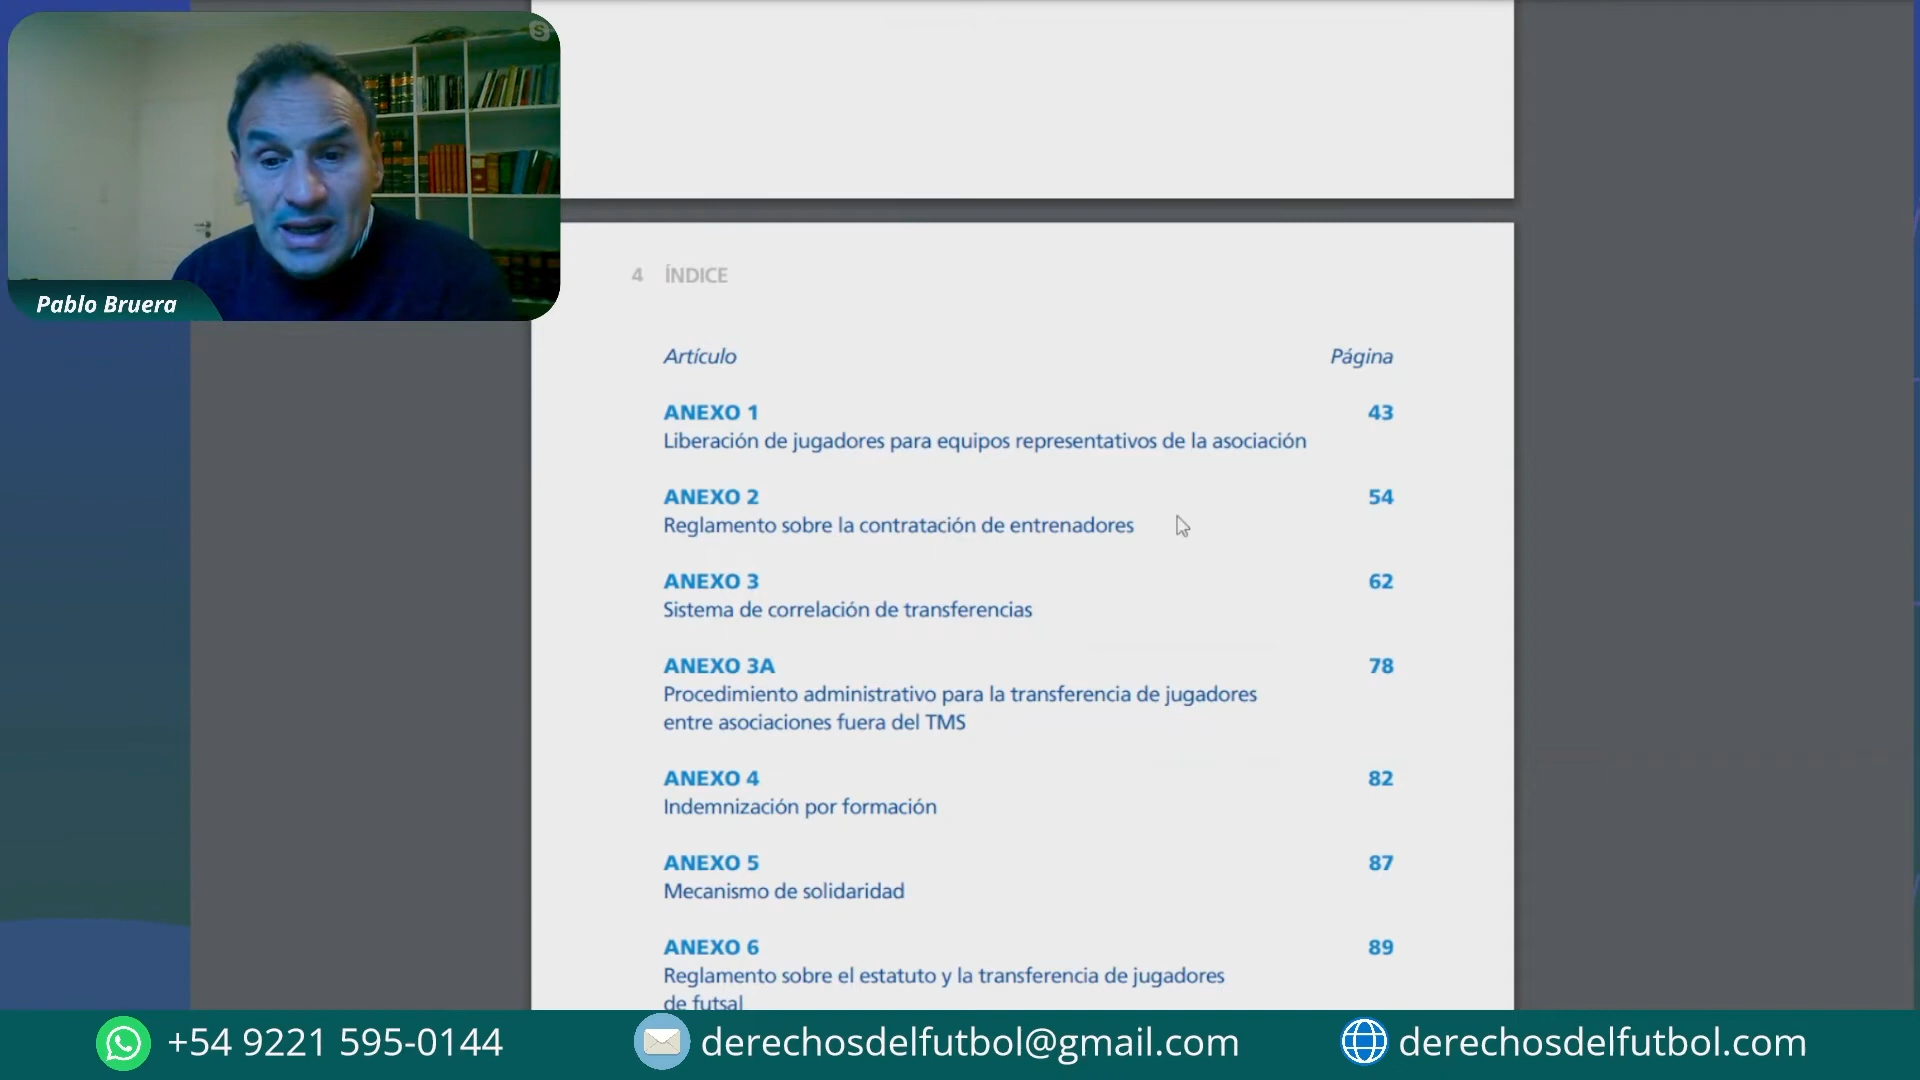 Pablo Bruera
4 ÍNDICE
Artículo Página
ANEXO 1 43
Liberación de jugadores para equipos representativos de la asociación
ANEXO 2 54
Reglamento sobre la contratación de entrenadores
ANEXO 3 62
Sistema de correlación de transferencias
ANEXO 3A 78
Procedimiento administrativo para la transferencia de jugadores
entre asociaciones fuera del TMS
ANEXO 4 82
Indemnización por formación
ANEXO 5 87
Mecanismo de solidaridad
ANEXO 6 89
Reglamento sobre el estatuto y la transferencia de jugadores
de futsal
+54 9221 595-0144 derechosdelfutbol@gmail.com derechosdelfutbol.com